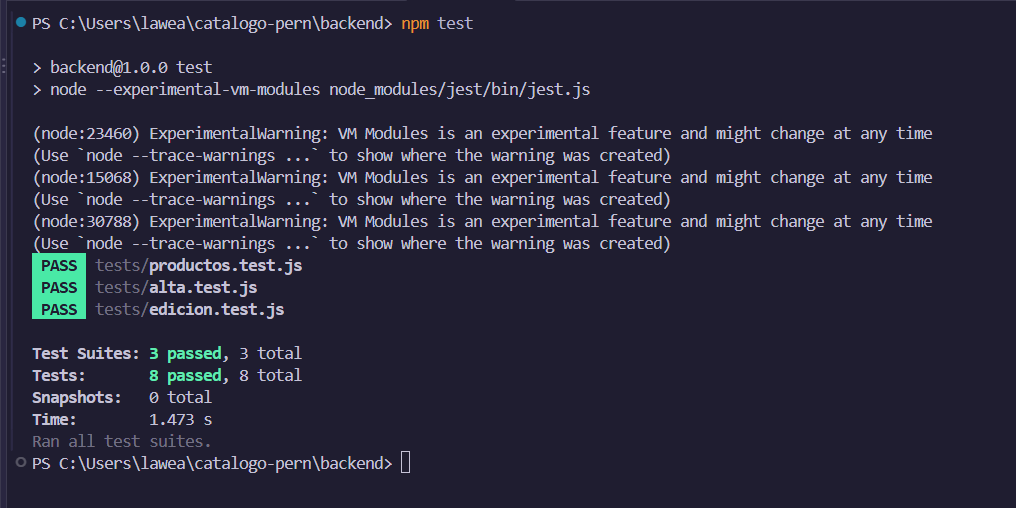 PS C:\Users\lawea\catalogo-pern\backend> npm test
> backend@1.0.0 test
> node --experimental-vm-modules node_modules/jest/bin/jest.js
(node:23460) ExperimentalWarning: VM Modules is an experimental feature and might change at any time
(Use `node --trace-warnings ...` to show where the warning was created)
(node:15068) ExperimentalWarning: VM Modules is an experimental feature and might change at any time
(Use `node --trace-warnings ...` to show where the warning was created)
(node:30788) ExperimentalWarning: VM Modules is an experimental feature and might change at any time
(Use `node --trace-warnings ...` to show where the warning was created)
PASS tests/productos.test.js
PASS tests/alta.test.js
PASS tests/edicion.test.js
Test Suites: 3 passed, 3 total
Tests: 8 passed, 8 total
Snapshots: 0 total
Time: 1.473 s
Ran all test suites.
PS C:\Users\lawea\catalogo-pern\backend>